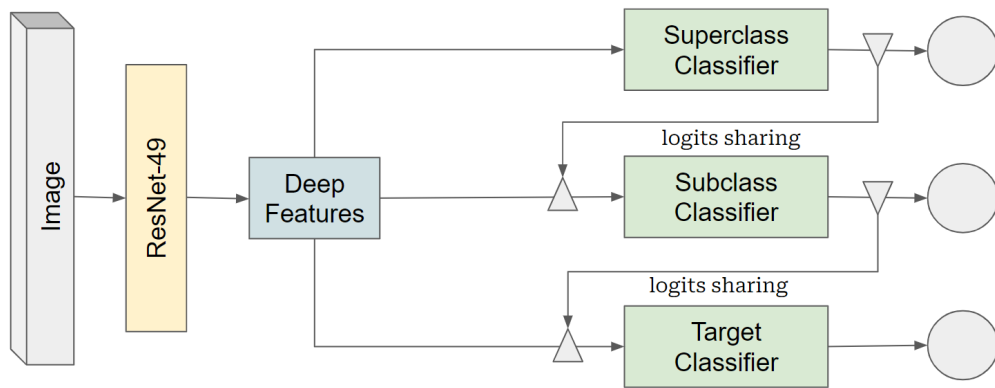 Image
ResNet-49
Deep
Features
Superclass
Classifier
logits sharing
Subclass
Classifier
logits sharing
Target
Classifier